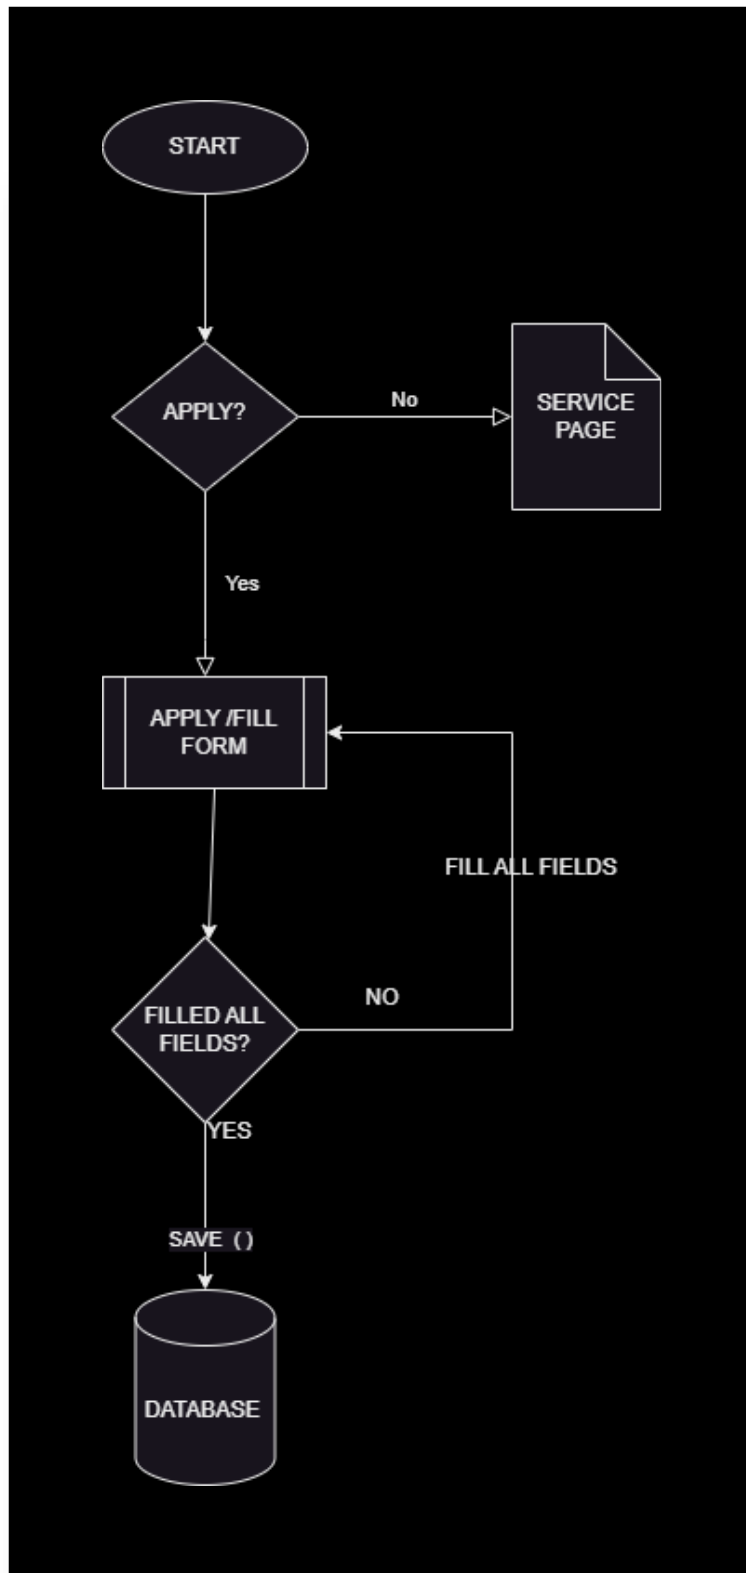 START
APPLY?
No
SERVICE
PAGE
Yes
APPLY /FILL
FORM
FILL ALL FIELDS
FILLED ALL
FIELDS?
NO
YES
SAVE ( )
DATABASE